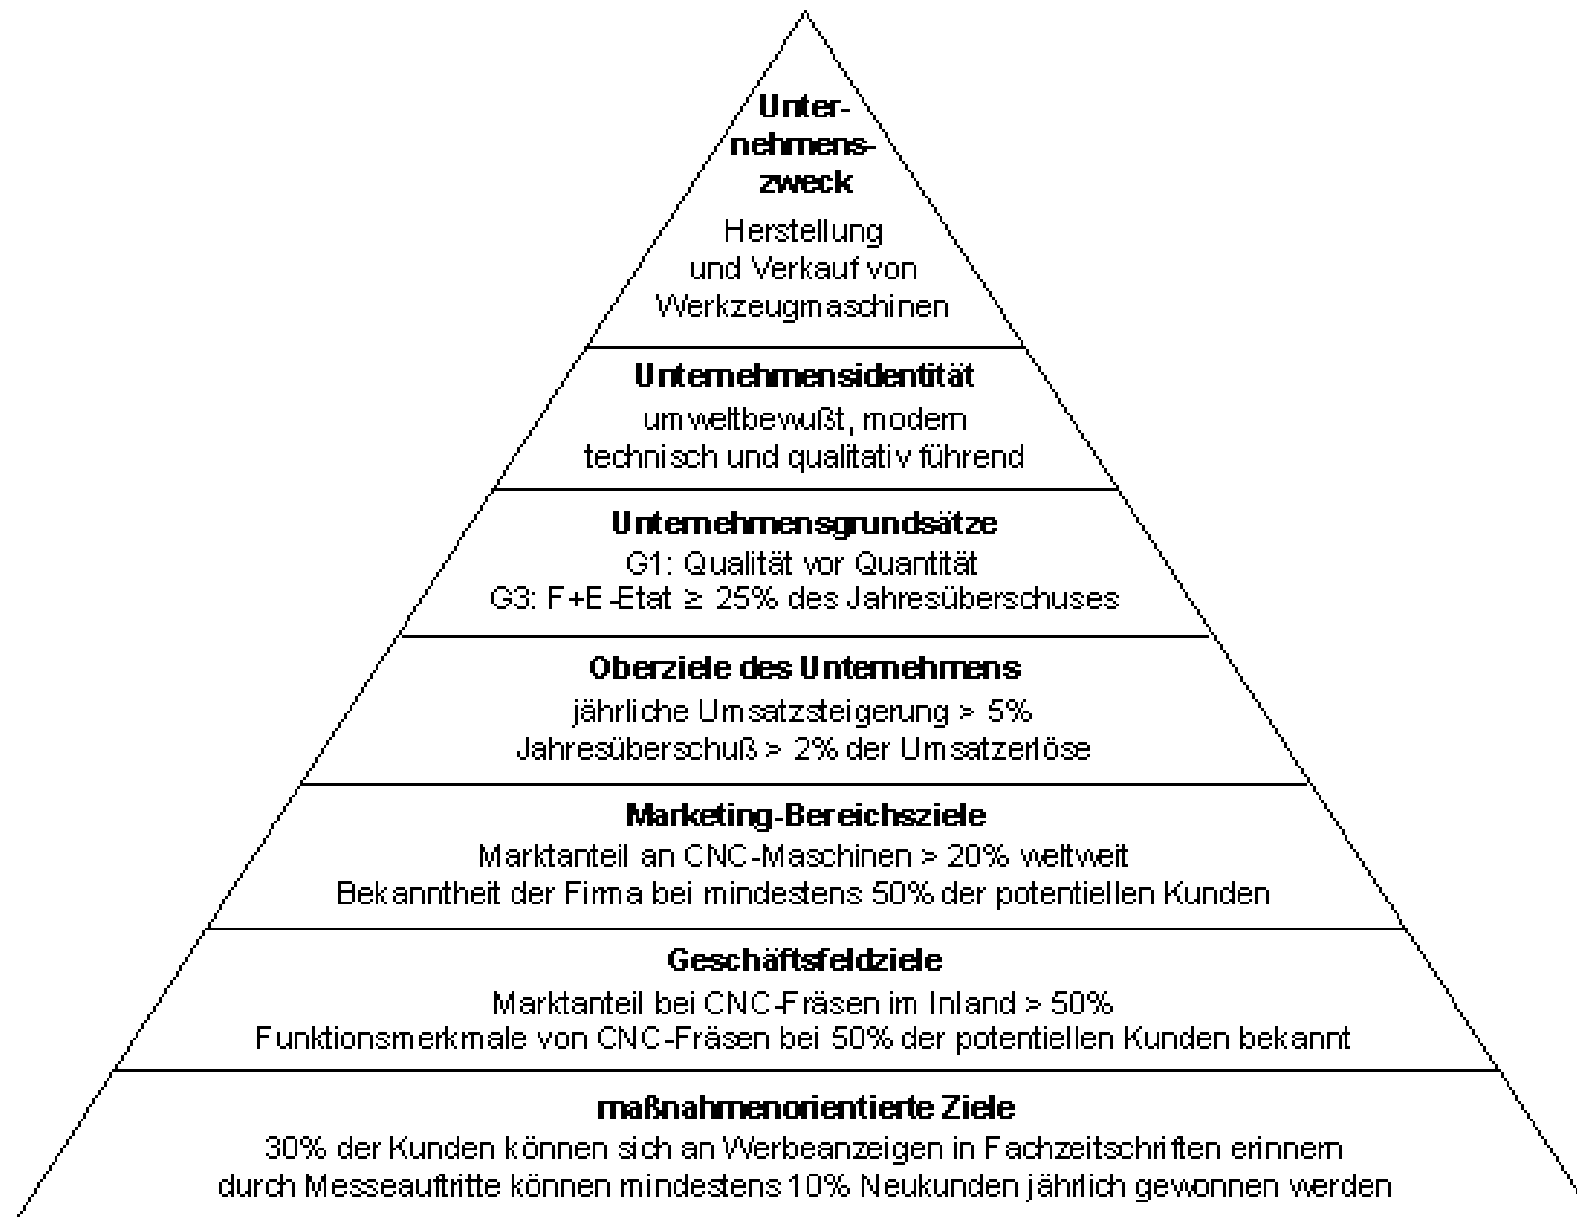 Unter-
nehmens-
zweck
Herstellung
und Verkauf von
Werkzeugmaschinen
Unternehmensidentität
umweltbewußt, modern
technisch und qualitativ führend
Unternehmensgrundsätze
G1: Qualität vor Quantität
G3: F+E-Etat ≥ 25% des Jahresüberschuses
Oberziele des Unternehmens
jährliche Umsatzsteigerung > 5%
Jahresüberschuß > 2% der Umsatzerlöse
Marketing-Bereichsziele
Marktanteil an CNC-Maschinen > 20% weltweit
Bekanntheit der Firma bei mindestens 50% der potentiellen Kunden
Geschäftsfeldziele
Marktanteil bei CNC-Fräsen im Inland > 50%
Funktionsmerkmale von CNC-Fräsen bei 50% der potentiellen Kunden bekannt
maßnahmenorientierte Ziele
30% der Kunden können sich an Werbeanzeigen in Fachzeitschriften erinnern
durch Messeauftritte können mindestens 10% Neukunden jährlich gewonnen werden